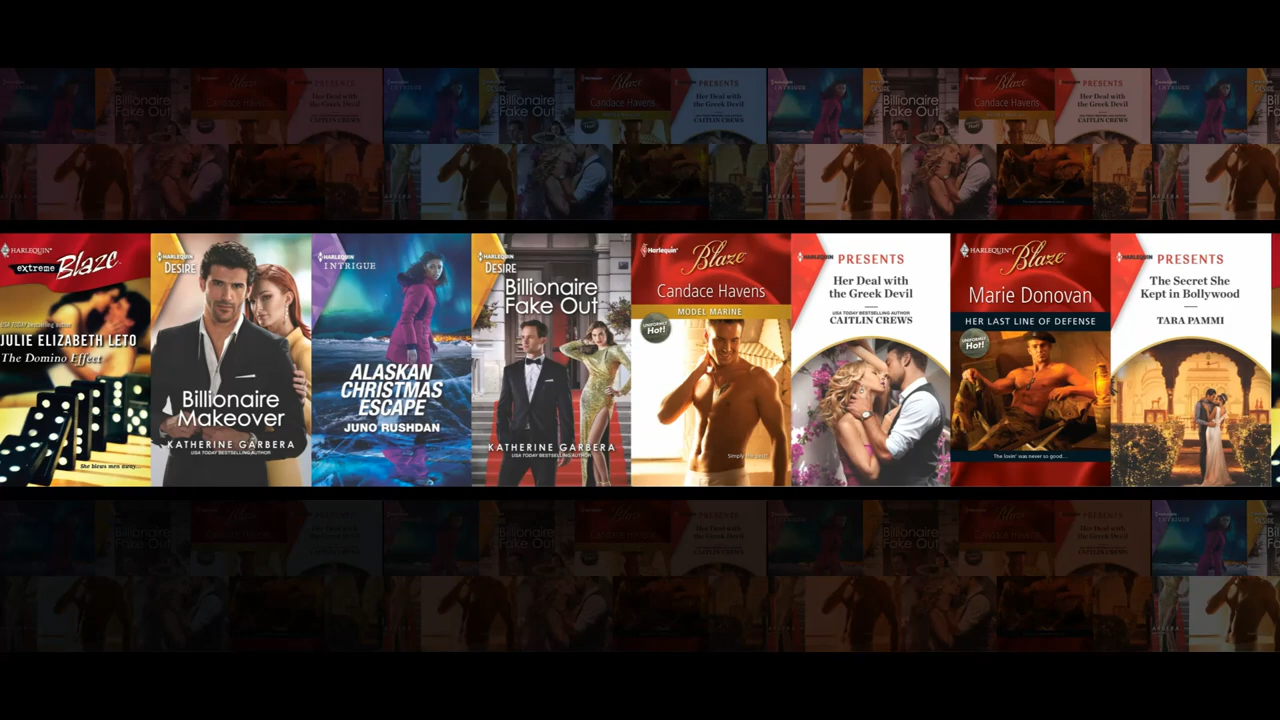 HARLEQUIN
extreme Blaze
USA TODAY bestselling author
JULIE ELIZABETH LETO
The Domino Effect
She blows men away...
HARLEQUIN
DESIRE
Billionaire
Makeover
KATHERINE GARBERA
USA TODAY BESTSELLING AUTHOR
HARLEQUIN
INTRIGUE
ALASKAN
CHRISTMAS
ESCAPE
JUNO RUSHDAN
HARLEQUIN
DESIRE
Billionaire
Fake Out
KATHERINE GARBERA
USA TODAY BESTSELLING AUTHOR
Harlequin
Blaze
Candace Havens
MODEL MARINE
UNIFORMLY
Hot!
HARLEQUIN PRESENTS
Her Deal with
the Greek Devil
USA TODAY BESTSELLING AUTHOR
CAITLIN CREWS
HARLEQUIN
Blaze
Marie Donovan
HER LAST LINE OF DEFENSE
UNIFORMLY
Hot!
The lovin' was never so good...
HARLEQUIN PRESENTS
The Secret She
Kept in Bollywood
TARA PAMMI